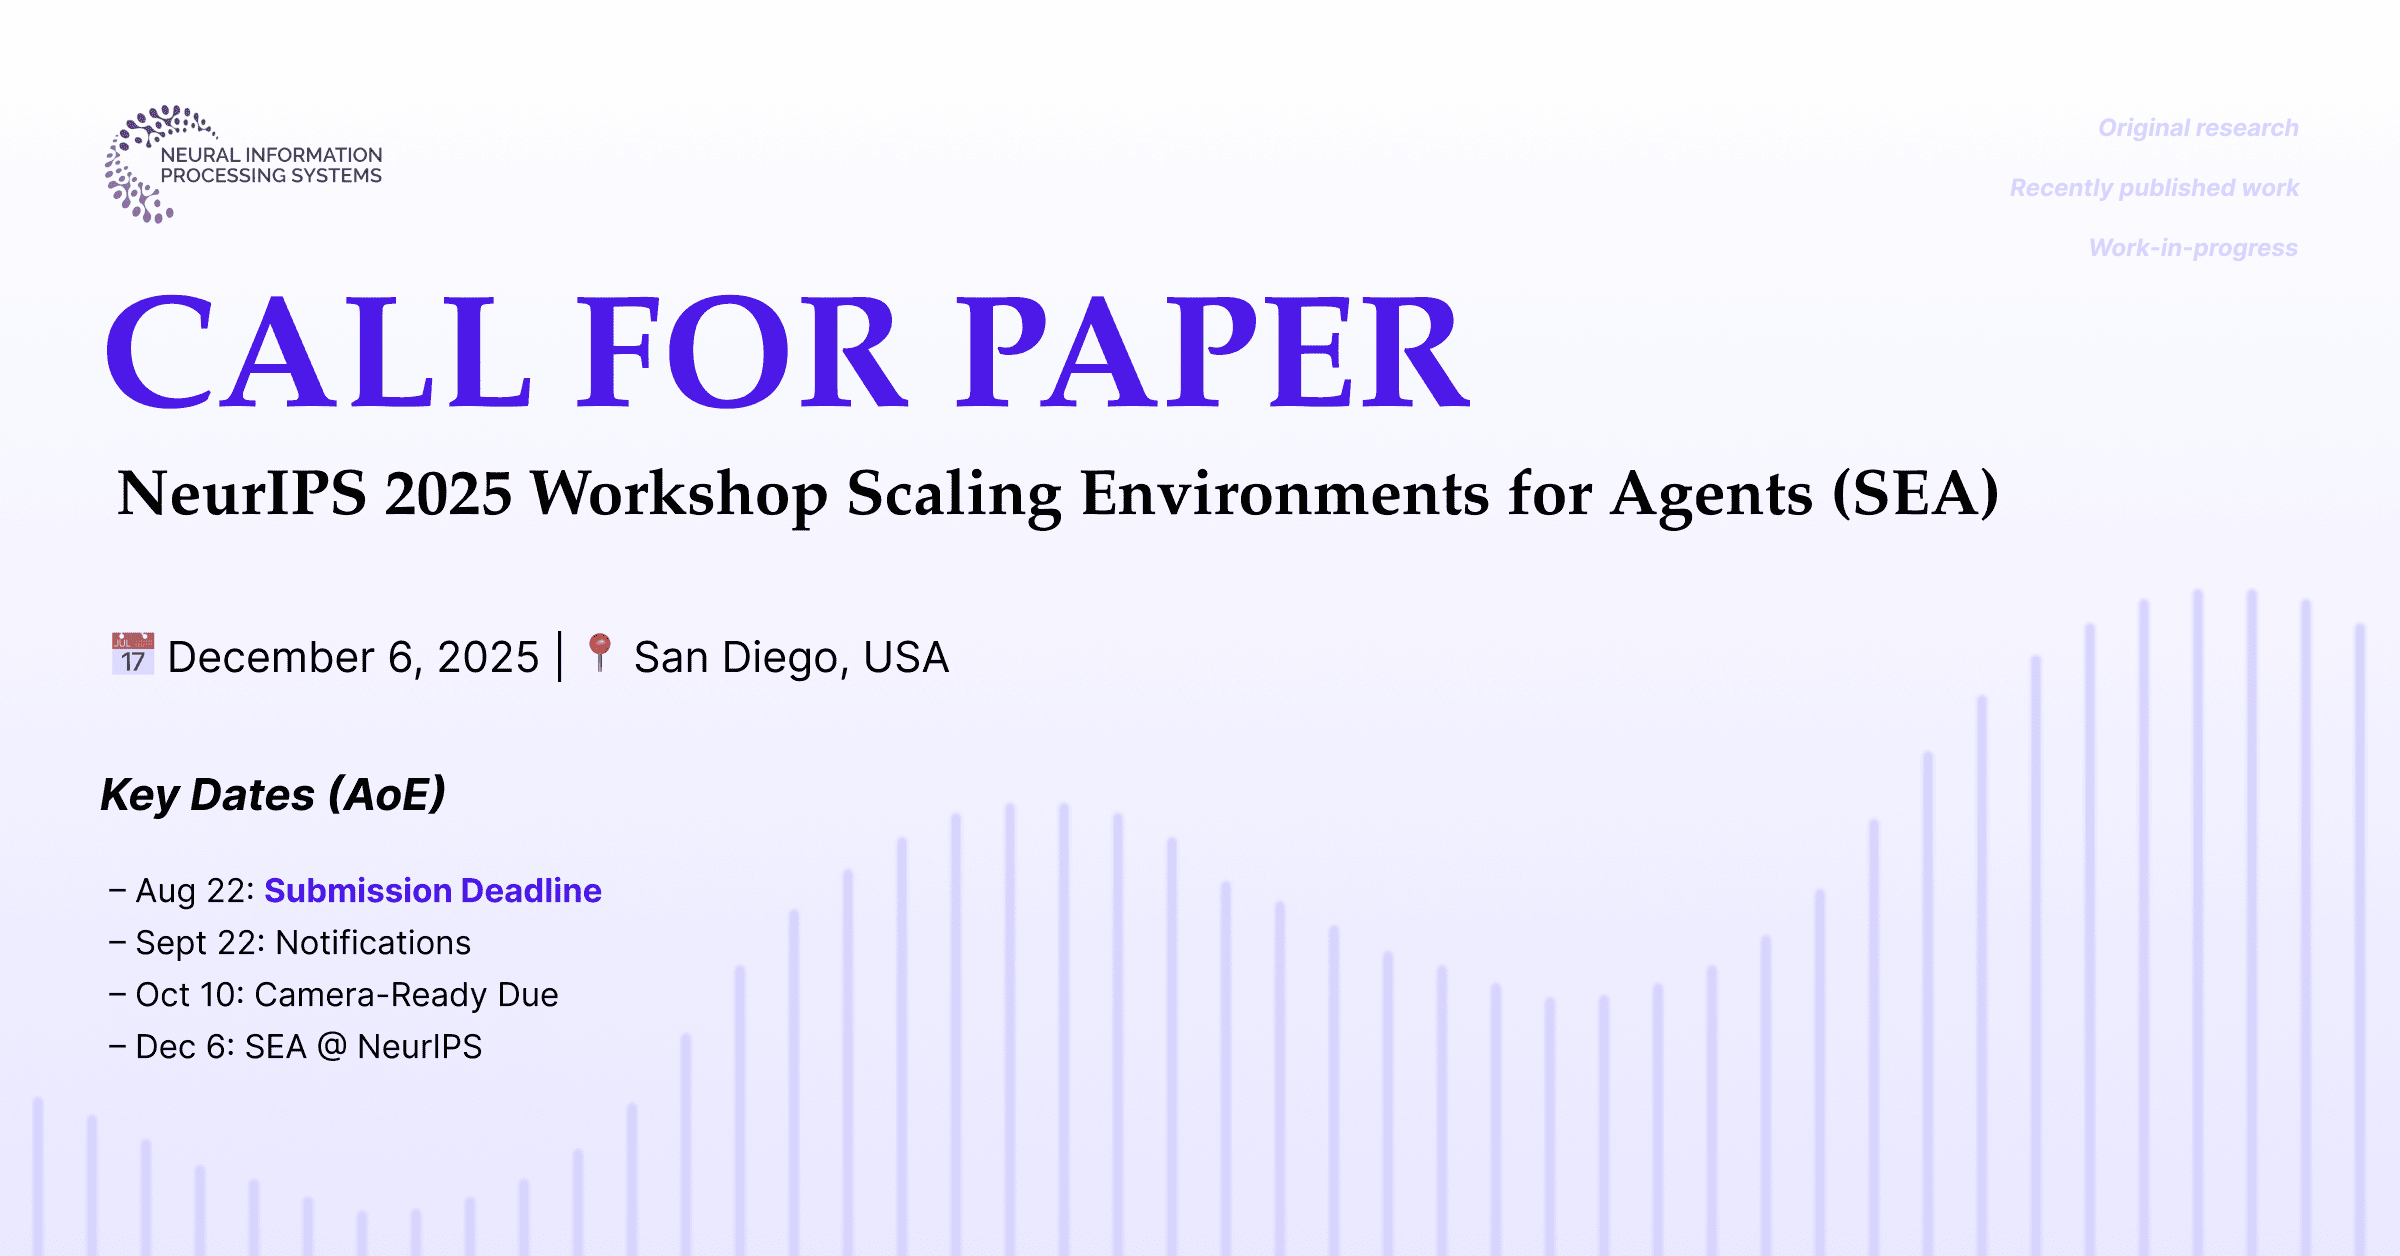 NEURAL INFORMATION
PROCESSING SYSTEMS
Original research
Recently published work
Work-in-progress
CALL FOR PAPER
NeurIPS 2025 Workshop Scaling Environments for Agents (SEA)
📅 December 6, 2025 | 📍 San Diego, USA
Key Dates (AoE)
– Aug 22: Submission Deadline
– Sept 22: Notifications
– Oct 10: Camera-Ready Due
– Dec 6: SEA @ NeurIPS